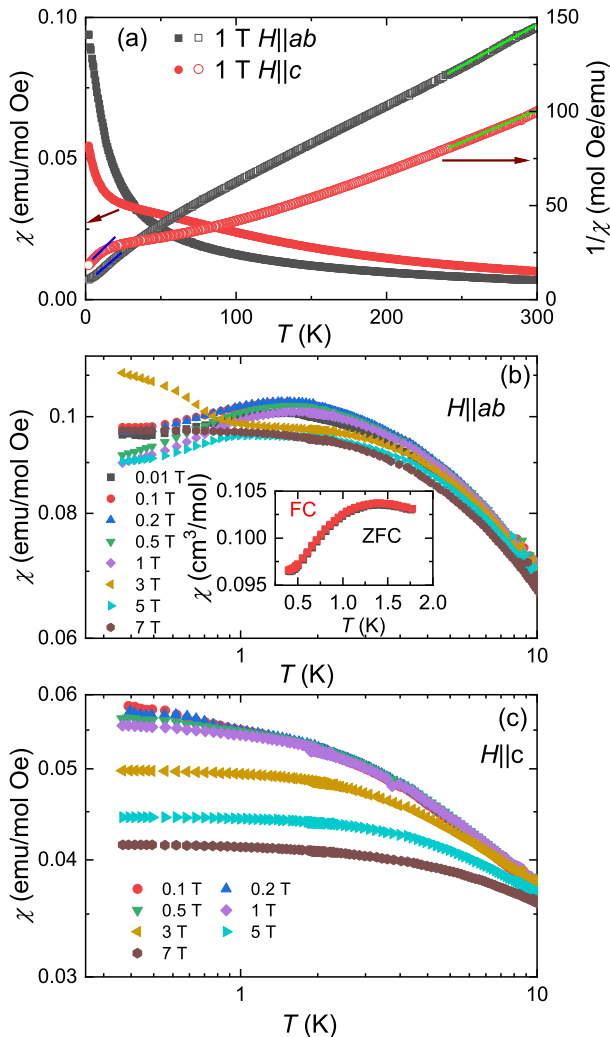 (a)
1 T H||ab
1 T H||c
χ (emu/mol Oe)
0.10
0.05
0.00
150
100
50
0
1/χ (mol Oe/emu)
0 100 200 300
T (K)
(b)
H||ab
χ (emu/mol Oe)
0.1
0.08
0.06
0.01 T
0.1 T
0.2 T
0.5 T
1 T
3 T
5 T
7 T
χ (cm³/mol)
0.105
0.100
0.095
FC
ZFC
0.5 1.0 1.5 2.0
T (K)
1 10
(c)
H||c
χ (emu/mol Oe)
0.06
0.05
0.04
0.03
0.1 T 0.2 T
0.5 T 1 T
3 T 5 T
7 T
1 10
T (K)